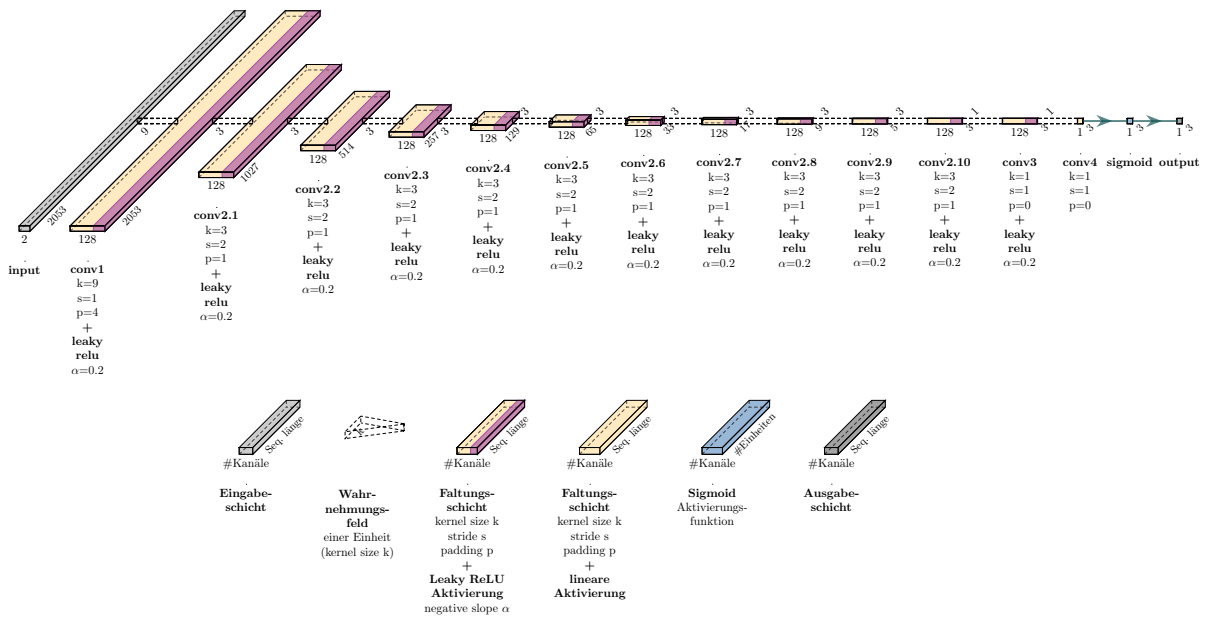 2
2053
.
input
9
128
2053
.
conv1
k=9
s=1
p=4
+
leaky
relu
α=0.2
3
128
1027
.
conv2.1
k=3
s=2
p=1
+
leaky
relu
α=0.2
3
128
514
.
conv2.2
k=3
s=2
p=1
+
leaky
relu
α=0.2
3
128
257
.
conv2.3
k=3
s=2
p=1
+
leaky
relu
α=0.2
3
128
129
.
conv2.4
k=3
s=2
p=1
+
leaky
relu
α=0.2
3
128
65
.
conv2.5
k=3
s=2
p=1
+
leaky
relu
α=0.2
3
128
33
.
conv2.6
k=3
s=2
p=1
+
leaky
relu
α=0.2
3
128
17
.
conv2.7
k=3
s=2
p=1
+
leaky
relu
α=0.2
3
128
9
.
conv2.8
k=3
s=2
p=1
+
leaky
relu
α=0.2
3
128
5
.
conv2.9
k=3
s=2
p=1
+
leaky
relu
α=0.2
3
128
3
.
conv2.10
k=3
s=2
p=1
+
leaky
relu
α=0.2
1
128
3
.
conv3
k=1
s=1
p=0
+
leaky
relu
α=0.2
1
1
3
.
conv4
k=1
s=1
p=0
1
3
.
sigmoid
1
3
.
output
#Kanäle
Seq. länge
.
Eingabe-
schicht
Wahr-
nehmungs-
feld
einer Einheit
(kernel size k)
#Kanäle
Seq. länge
.
Faltungs-
schicht
kernel size k
stride s
padding p
+
Leaky ReLU
Aktivierung
negative slope α
#Kanäle
Seq. länge
.
Faltungs-
schicht
kernel size k
stride s
padding p
+
lineare
Aktivierung
#Kanäle
#Einheiten
.
Sigmoid
Aktivierungs-
funktion
#Kanäle
Seq. länge
.
Ausgabe-
schicht